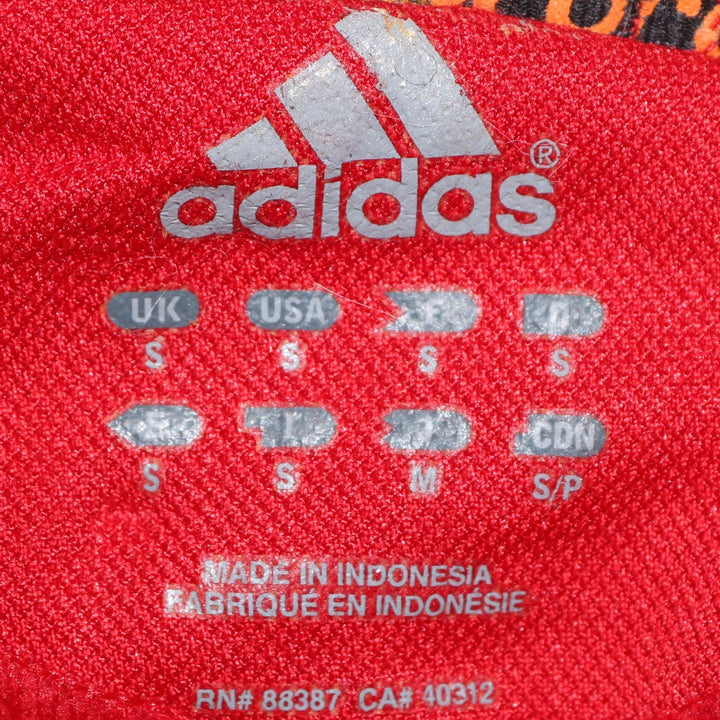 adidas®
UK USA F D
S S S S
E I J CDN
S S M S/P
MADE IN INDONESIA
FABRIQUÉ EN INDONÉSIE
RN# 88387 CA# 40312